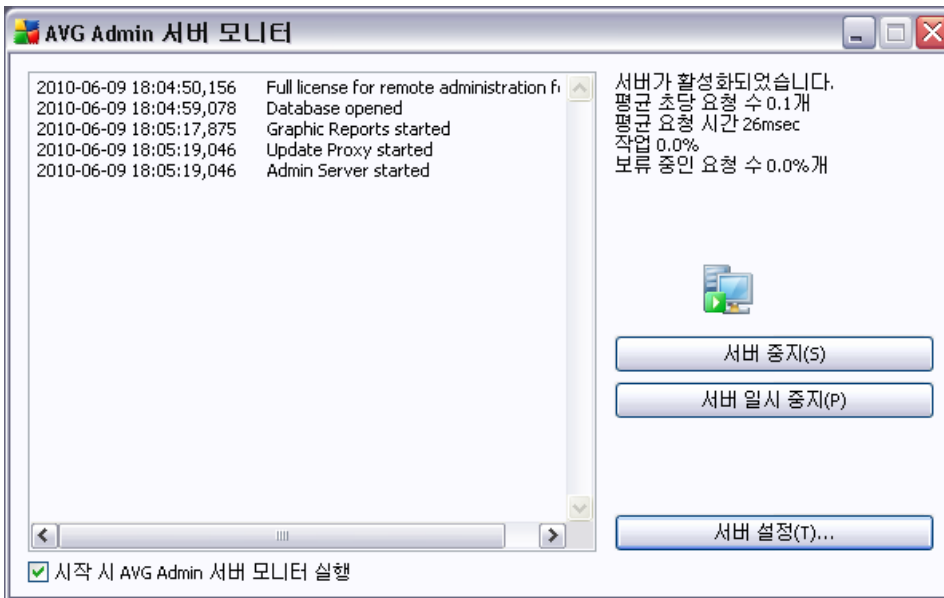 AVG Admin 서버 모니터
2010-06-09 18:04:50,156 Full license for remote administration
2010-06-09 18:04:59,078 Database opened
2010-06-09 18:05:17,875 Graphic Reports started
2010-06-09 18:05:19,046 Update Proxy started
2010-06-09 18:05:19,046 Admin Server started
서버가 활성화되었습니다.
평균 초당 요청 수 0.1개
평균 요청 시간 26msec
작업 0.0%
보류 중인 요청 수 0.0%개
서버 중지(S)
서버 일시 중지(P)
서버 설정(T)...
시작 시 AVG Admin 서버 모니터 실행